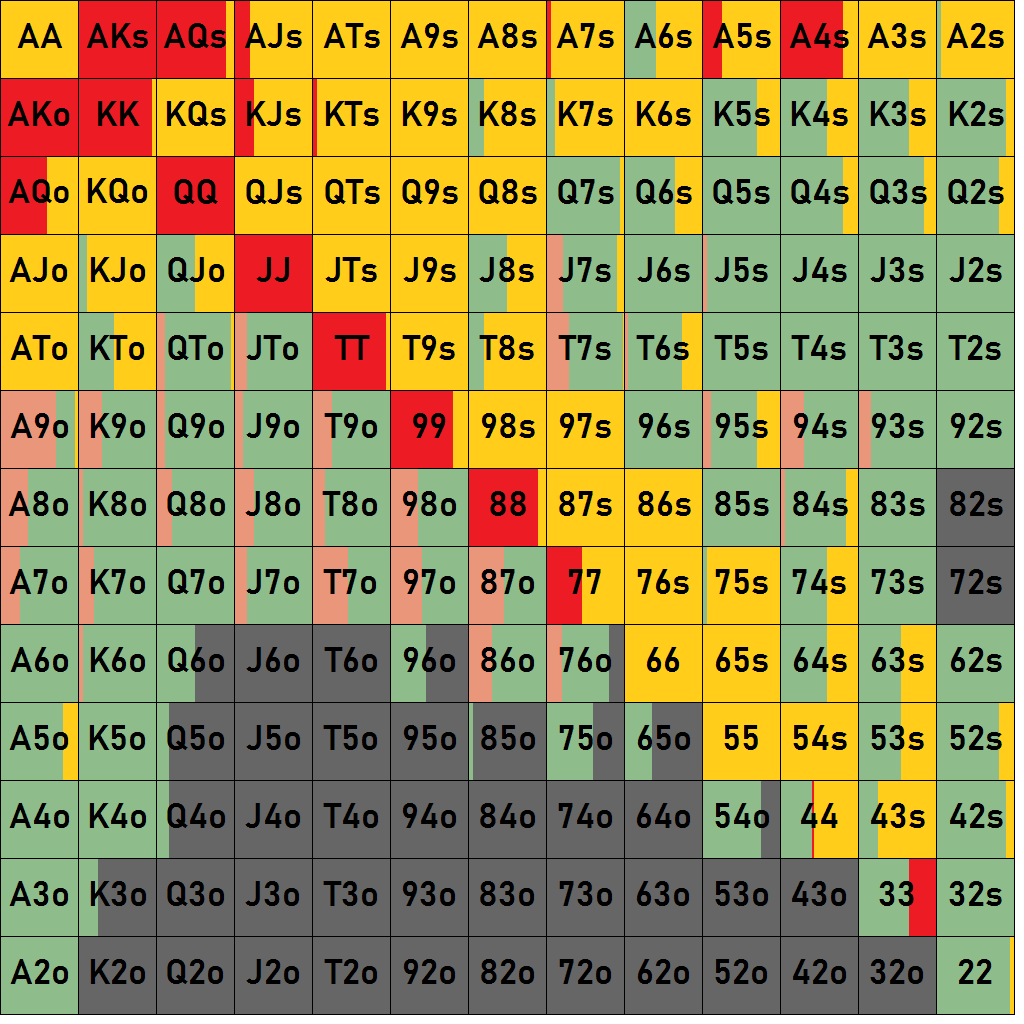 AA AKs AQs AJs ATs A9s A8s A7s A6s A5s A4s A3s A2s
AKo KK KQs KJs KTs K9s K8s K7s K6s K5s K4s K3s K2s
AQo KQo QQ QJs QTs Q9s Q8s Q7s Q6s Q5s Q4s Q3s Q2s
AJo KJo QJo JJ JTs J9s J8s J7s J6s J5s J4s J3s J2s
ATo KTo QTo JTo TT T9s T8s T7s T6s T5s T4s T3s T2s
A9o K9o Q9o J9o T9o 99 98s 97s 96s 95s 94s 93s 92s
A8o K8o Q8o J8o T8o 98o 88 87s 86s 85s 84s 83s 82s
A7o K7o Q7o J7o T7o 97o 87o 77 76s 75s 74s 73s 72s
A6o K6o Q6o J6o T6o 96o 86o 76o 66 65s 64s 63s 62s
A5o K5o Q5o J5o T5o 95o 85o 75o 65o 55 54s 53s 52s
A4o K4o Q4o J4o T4o 94o 84o 74o 64o 54o 44 43s 42s
A3o K3o Q3o J3o T3o 93o 83o 73o 63o 53o 43o 33 32s
A2o K2o Q2o J2o T2o 92o 82o 72o 62o 52o 42o 32o 22